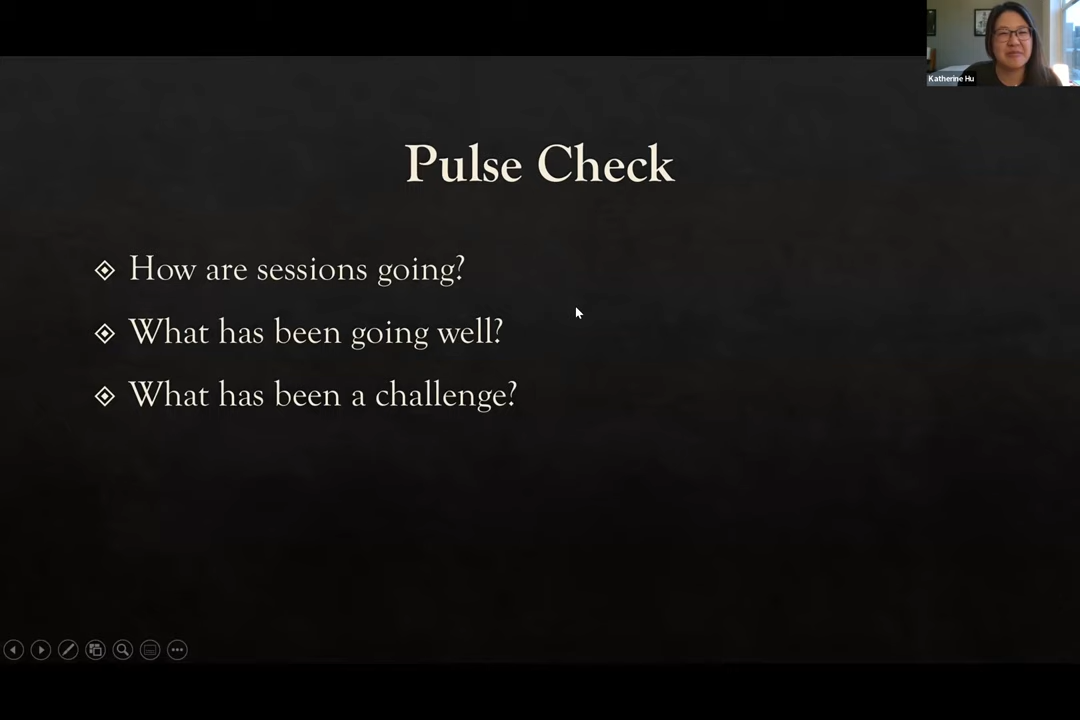 Katherine Hu
Pulse Check
How are sessions going?
What has been going well?
What has been a challenge?